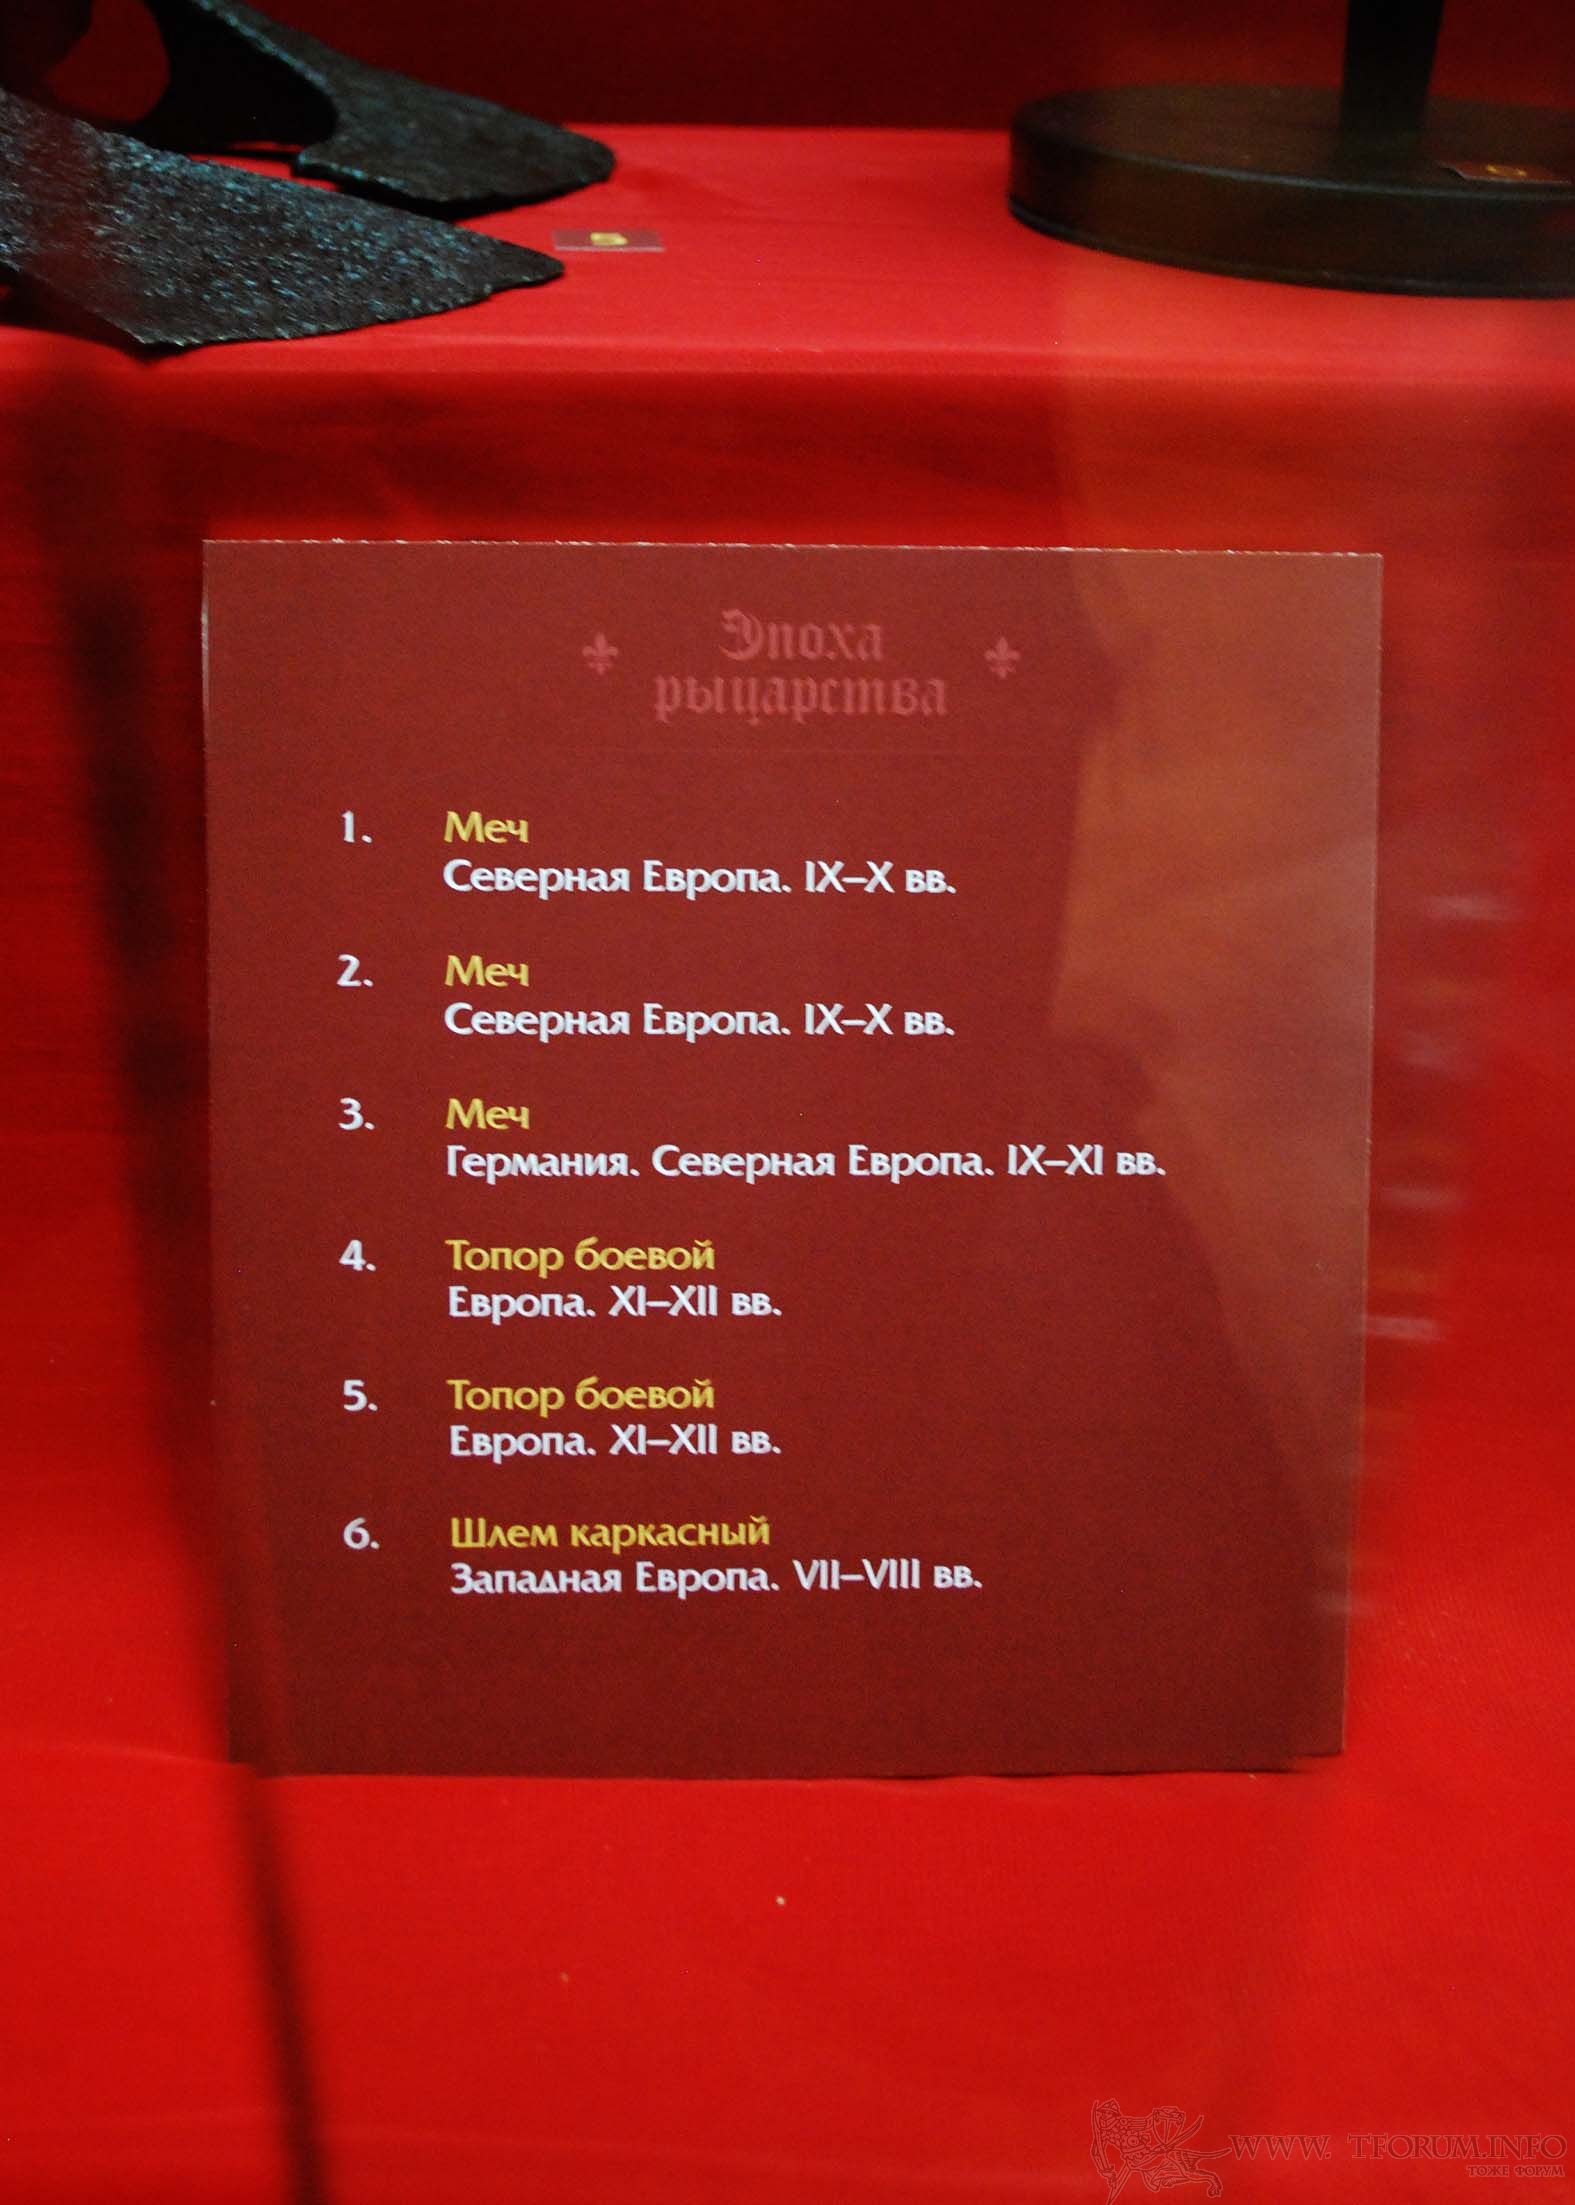 Эпоха
рыцарства
1. Меч
Северная Европа. IX–X вв.
2. Меч
Северная Европа. IX–X вв.
3. Меч
Германия. Северная Европа. IX–XI вв.
4. Топор боевой
Европа. XI–XII вв.
5. Топор боевой
Европа. XI–XII вв.
6. Шлем каркасный
Западная Европа. VII–VIII вв.
WWW. TFORUM.INFO
ТОЖЕ ФОРУМ